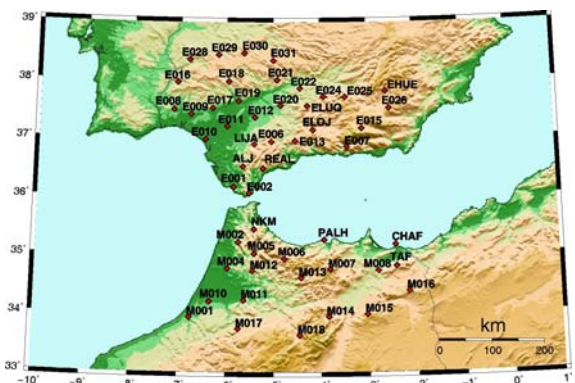 39˚
38˚
37˚
36˚
35˚
34˚
33˚
E028 E029 E030
E031
E016 E018 E021
E022
E024 E025 EHUE
E008 E009 E017 E019
E020 ELUQ E026
E012
E010 E011 ELOJ E015
LIJA E006 E013 E007
ALJ REAL
E001 E002
NKM
PALH CHAF
M002
M005 M006
TAF
M004 M012 M013 M007 M008
M016
M010 M011
M001 M014 M015
M017 M018
km
0 100 200
−10˚ −9˚ −8˚ −7˚ −6˚ −5˚ −4˚ −3˚ −2˚ −1˚